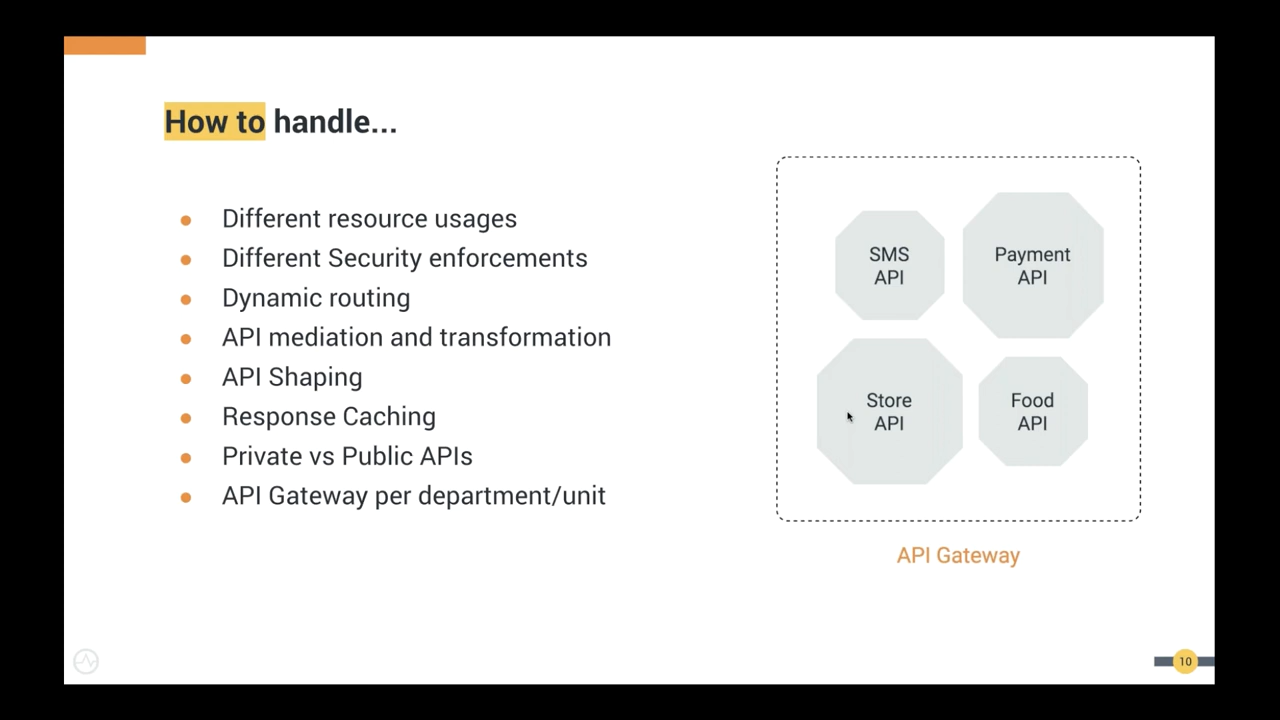 How to handle...
Different resource usages
Different Security enforcements
Dynamic routing
API mediation and transformation
API Shaping
Response Caching
Private vs Public APIs
API Gateway per department/unit
SMS
API
Payment
API
Store
API
Food
API
API Gateway
10